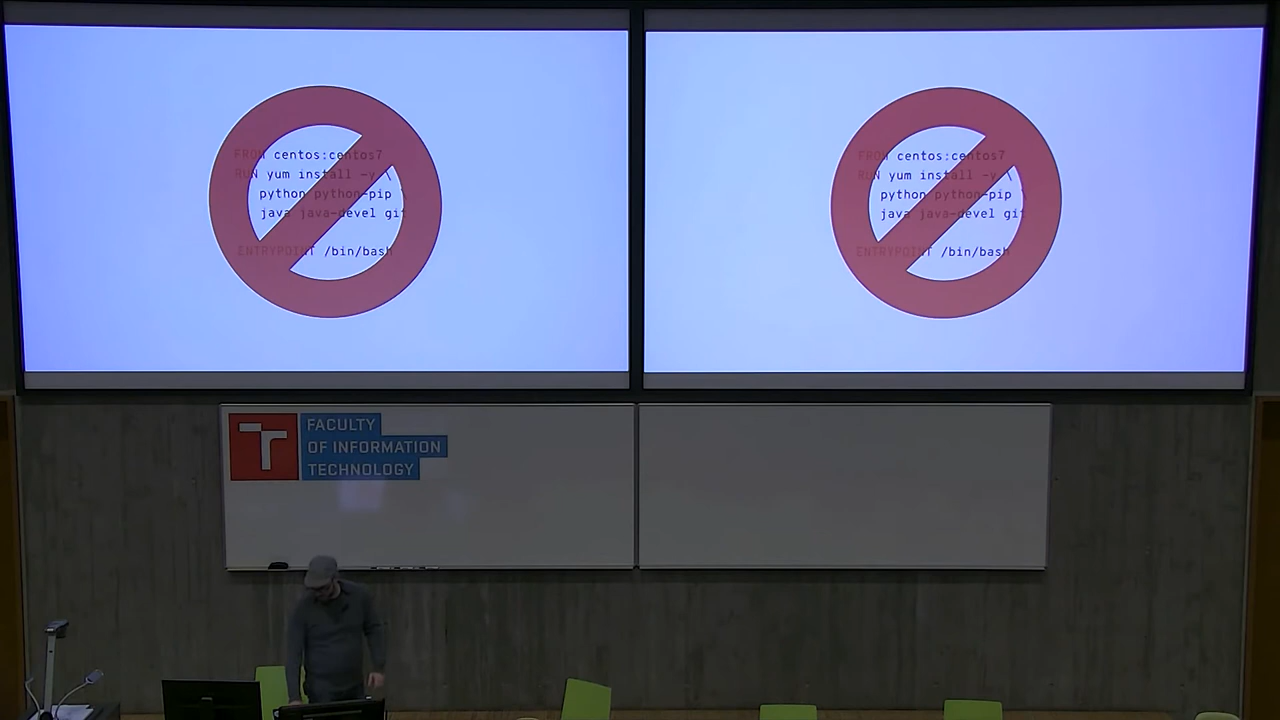 FROM centos:centos7
RUN yum install -y \
python python-pip \
java java-devel git
ENTRYPOINT /bin/bash
FROM centos:centos7
RUN yum install -y \
python python-pip \
java java-devel git
ENTRYPOINT /bin/bash
FACULTY
OF INFORMATION
TECHNOLOGY